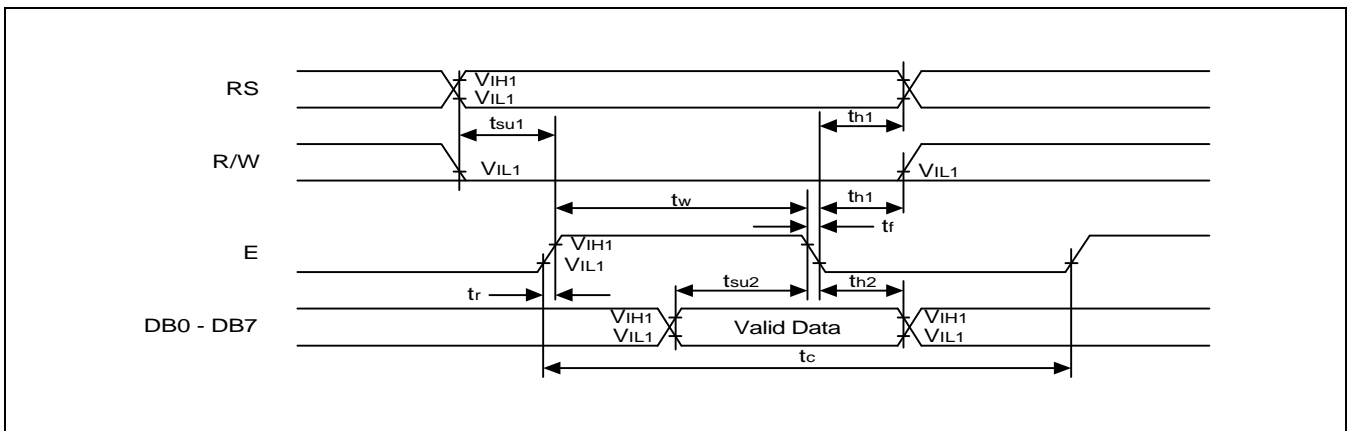 RS
VIH1
VIL1
tsu1
th1
R/W
VIL1
VIL1
tw
th1
tf
E
VIH1
VIL1
tsu2
th2
tr
DB0 - DB7
VIH1
VIL1
Valid Data
VIH1
VIL1
tc